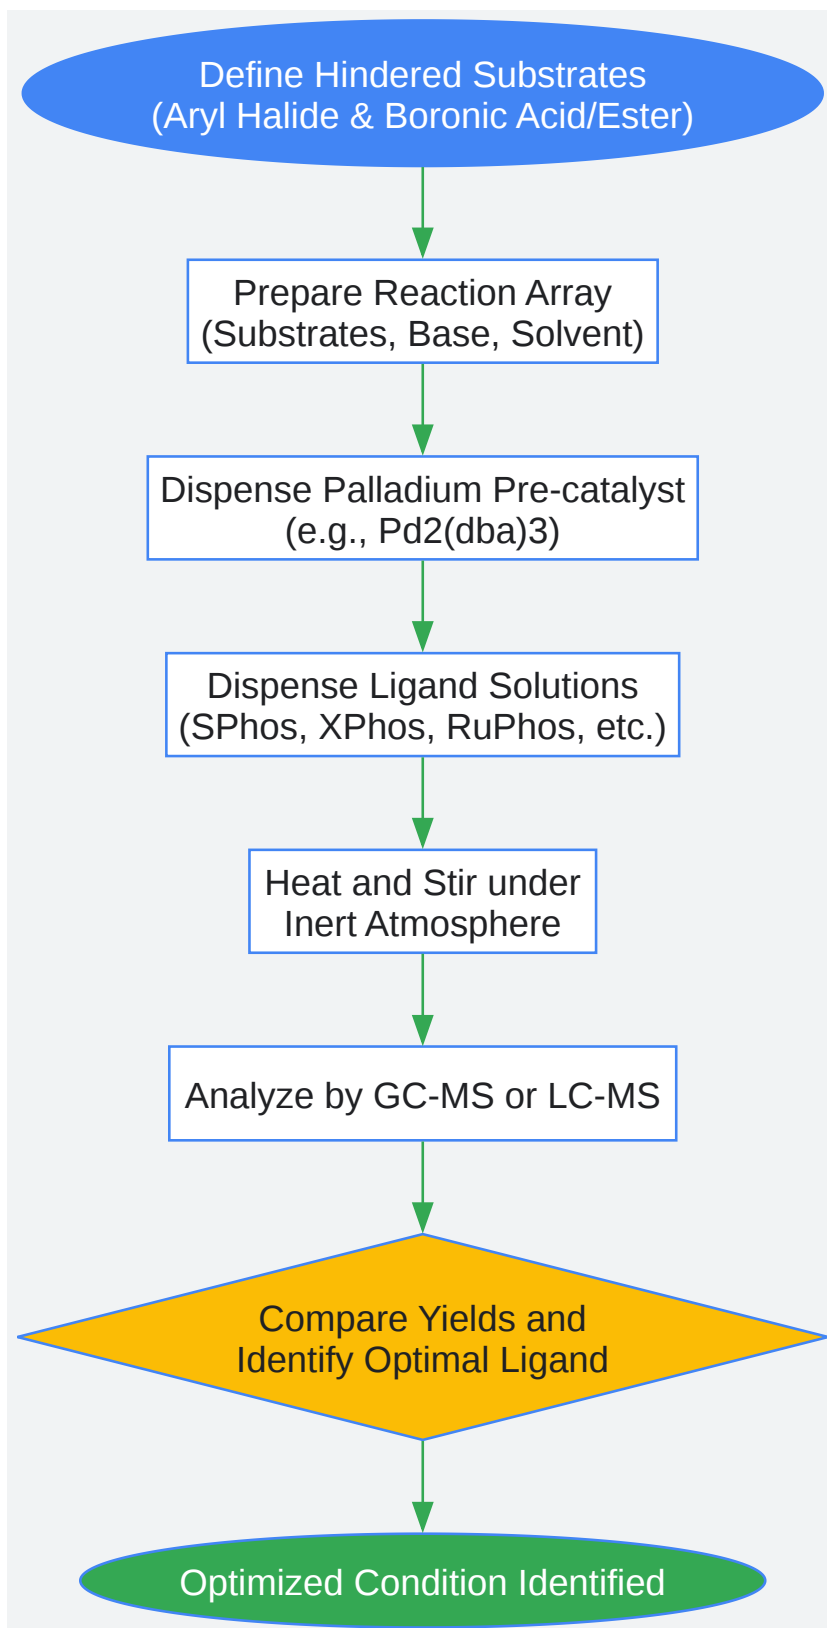 Define Hindered Substrates
(Aryl Halide & Boronic Acid/Ester)
Prepare Reaction Array
(Substrates, Base, Solvent)
Dispense Palladium Pre-catalyst
(e.g., Pd2(dba)3)
Dispense Ligand Solutions
(SPhos, XPhos, RuPhos, etc.)
Heat and Stir under
Inert Atmosphere
Analyze by GC-MS or LC-MS
Compare Yields and
Identify Optimal Ligand
Optimized Condition Identified